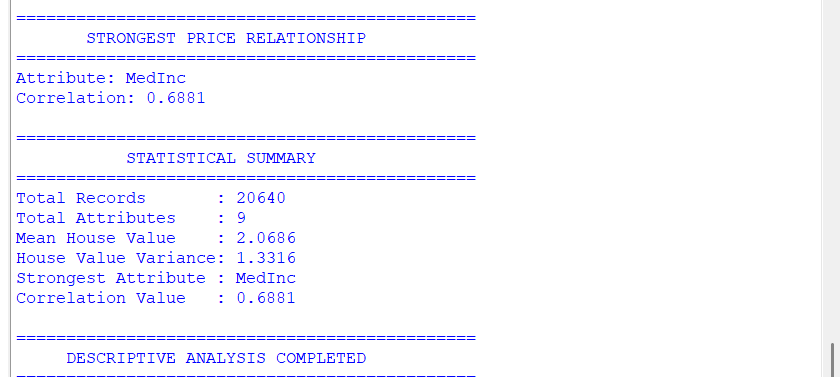 ==============================================
       STRONGEST PRICE RELATIONSHIP
==============================================
Attribute: MedInc
Correlation: 0.6881

==============================================
           STATISTICAL SUMMARY
==============================================
Total Records       : 20640
Total Attributes    : 9
Mean House Value    : 2.0686
House Value Variance: 1.3316
Strongest Attribute : MedInc
Correlation Value   : 0.6881

==============================================
     DESCRIPTIVE ANALYSIS COMPLETED
==============================================